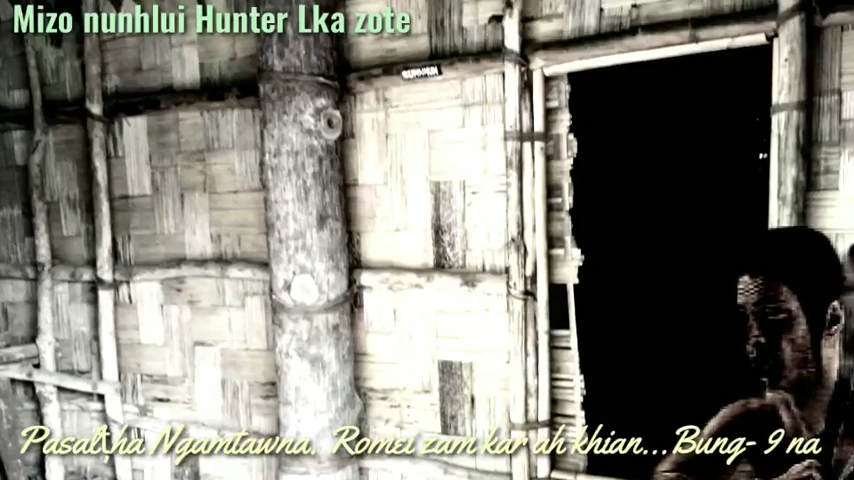 Mizo nunhlui Hunter Lka zote
Pasalṭha Ngamtawna. Romei zam kar ah khian...Bung- 9 na